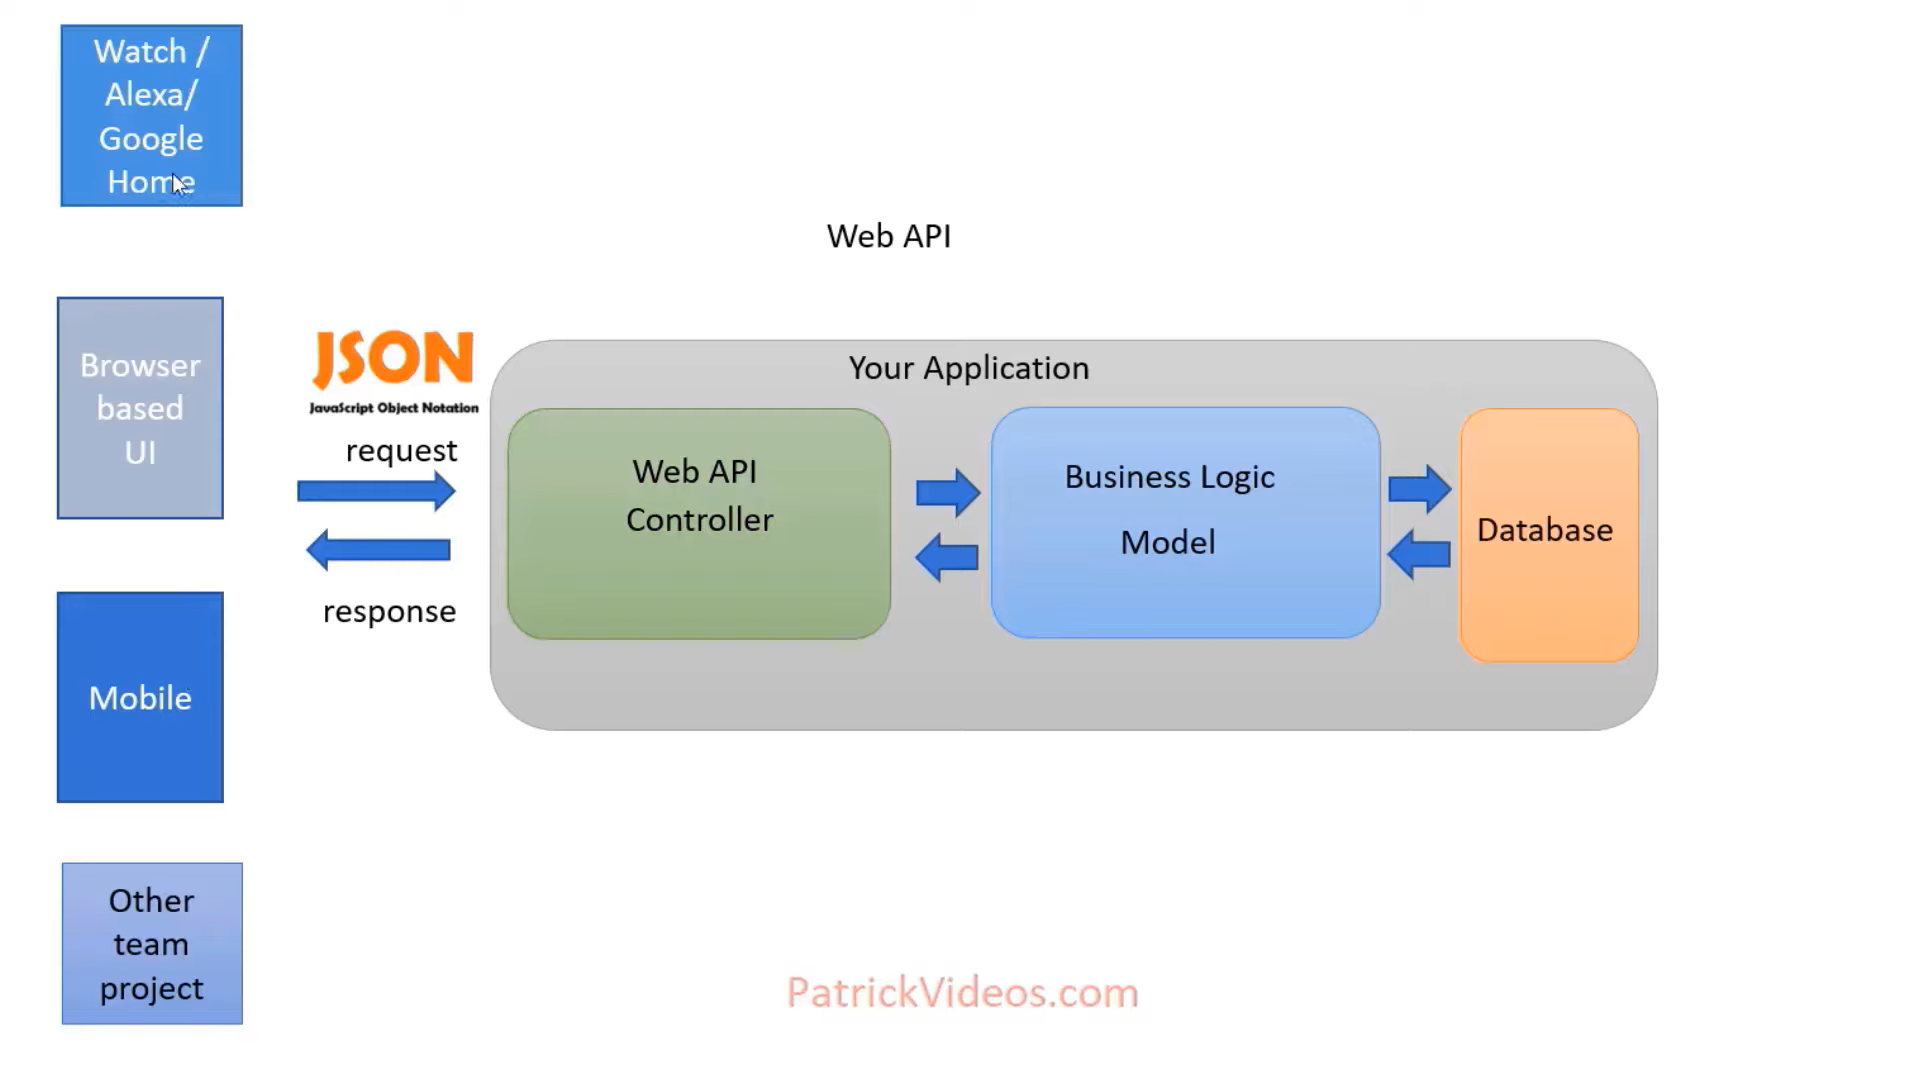 Watch /
Alexa/
Google
Home
Web API
Browser
based
UI
JSON
JavaScript Object Notation
request
response
Your Application
Web API
Controller
Business Logic
Model
Database
Mobile
Other
team
project
PatrickVideos.com